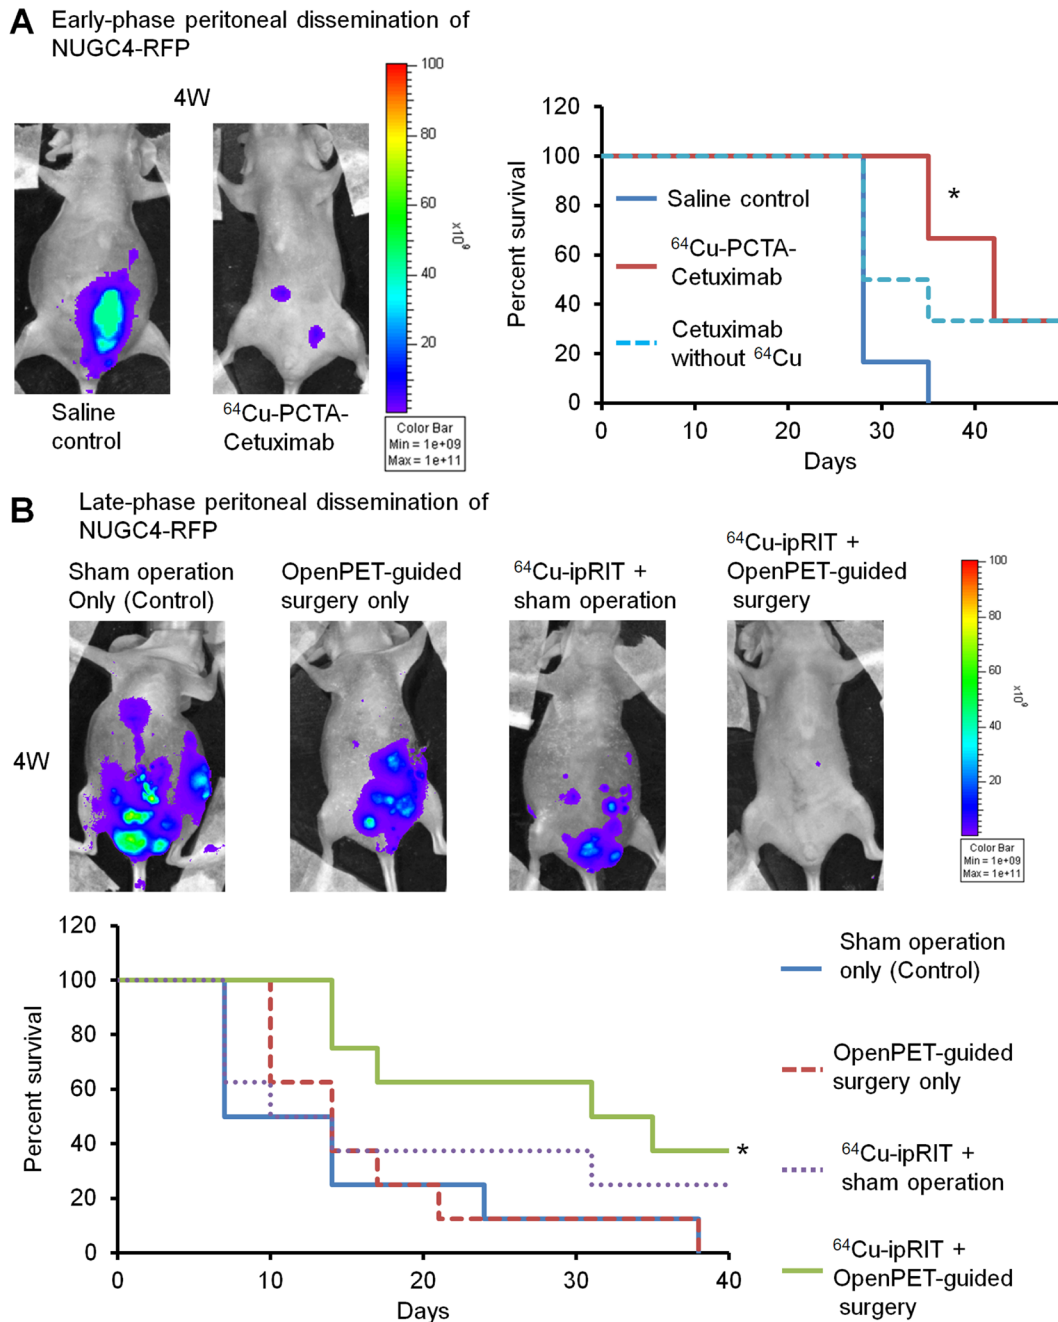 A Early-phase peritoneal dissemination of
NUGC4-RFP
4W
100
80
60
40
20
x10⁹
Color Bar
Min = 1e+09
Max = 1e+11
Saline
control
⁶⁴Cu-PCTA-
Cetuximab
120
100
80
60
40
20
0
Percent survival
0 10 20 30 40
Days
*
Saline control
⁶⁴Cu-PCTA-
Cetuximab
Cetuximab
without ⁶⁴Cu
B Late-phase peritoneal dissemination of
NUGC4-RFP
Sham operation
Only (Control)
OpenPET-guided
surgery only
⁶⁴Cu-ipRIT +
sham operation
⁶⁴Cu-ipRIT +
OpenPET-guided
surgery
4W
100
80
60
40
20
x10⁹
Color Bar
Min = 1e+09
Max = 1e+11
120
100
80
60
40
20
0
Percent survival
0 10 20 30 40
Days
*
Sham operation
only (Control)
OpenPET-guided
surgery only
⁶⁴Cu-ipRIT +
sham operation
⁶⁴Cu-ipRIT +
OpenPET-guided
surgery